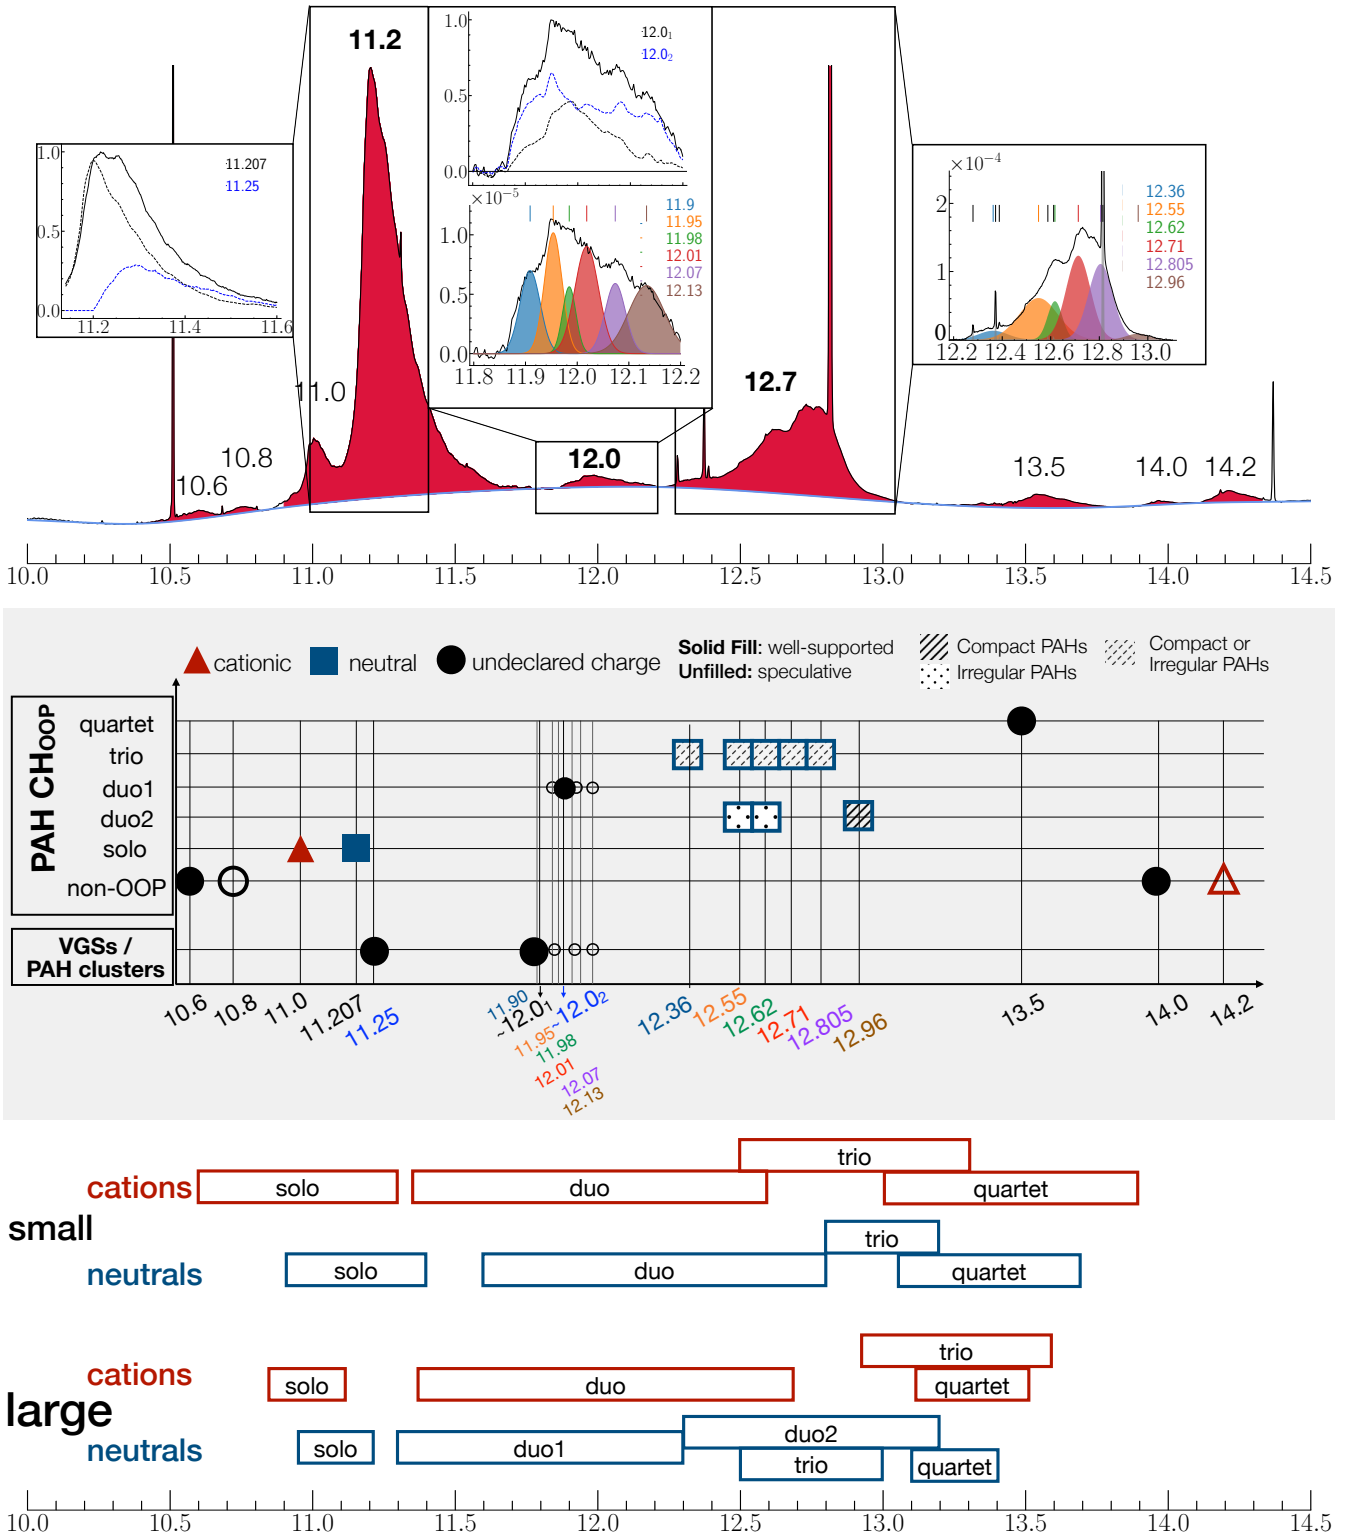 11.2
1.0
0.5
0.0
12.0₁
12.0₂
1.0
0.5
0.0
11.2
11.4
11.6
11.207
11.25
×10⁻⁵
1.0
0.5
0.0
11.8
11.9
12.0
12.1
12.2
11.9
11.95
11.98
12.01
12.07
12.13
×10⁻⁴
2
1
0
12.2
12.4
12.6
12.8
13.0
12.36
12.55
12.62
12.71
12.805
12.96
10.6
10.8
11.0
12.0
12.7
13.5
14.0
14.2
10.0
10.5
11.0
11.5
12.0
12.5
13.0
13.5
14.0
14.5
cationic
neutral
undeclared charge
Solid Fill: well-supported
Unfilled: speculative
Compact PAHs
Irregular PAHs
Compact or
Irregular PAHs
PAH CHOOP
quartet
trio
duo1
duo2
solo
non-OOP
VGSs /
PAH clusters
10.6
10.8
11.0
11.207
11.25
11.90
~12.0₁
11.95
~12.0₂
11.98
12.01
12.07
12.13
12.36
12.55
12.62
12.71
12.805
12.96
13.5
14.0
14.2
small
cations
solo
duo
trio
quartet
neutrals
solo
duo
trio
quartet
large
cations
solo
duo
trio
quartet
neutrals
solo
duo1
duo2
trio
quartet
10.0
10.5
11.0
11.5
12.0
12.5
13.0
13.5
14.0
14.5